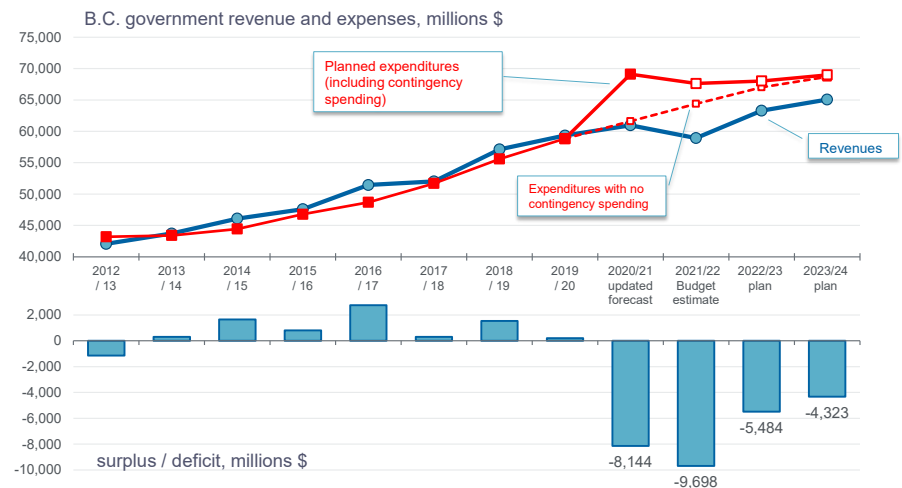 B.C. government revenue and expenses, millions $
75,000
70,000
65,000
60,000
55,000
50,000
45,000
40,000
Planned expenditures
(including contingency
spending)
Revenues
Expenditures with no
contingency spending
2012
/ 13
2013
/ 14
2014
/ 15
2015
/ 16
2016
/ 17
2017
/ 18
2018
/ 19
2019
/ 20
2020/21
updated
forecast
2021/22
Budget
estimate
2022/23
plan
2023/24
plan
2,000
0
-2,000
-4,000
-6,000
-8,000
-10,000
-8,144
-9,698
-5,484
-4,323
surplus / deficit, millions $